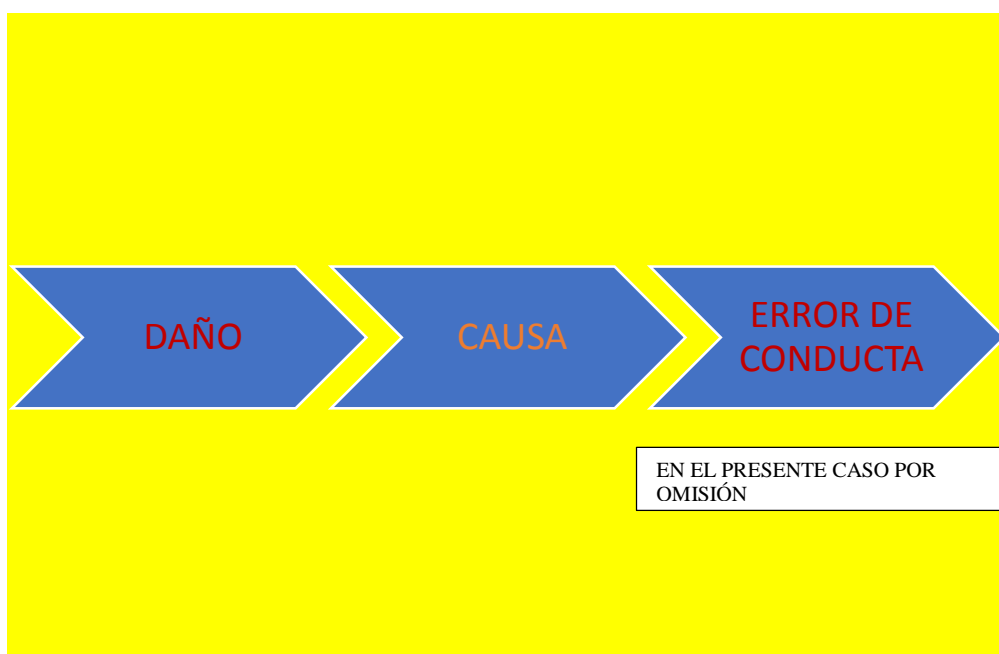 DAÑO
CAUSA
ERROR DE
CONDUCTA
EN EL PRESENTE CASO POR
OMISIÓN